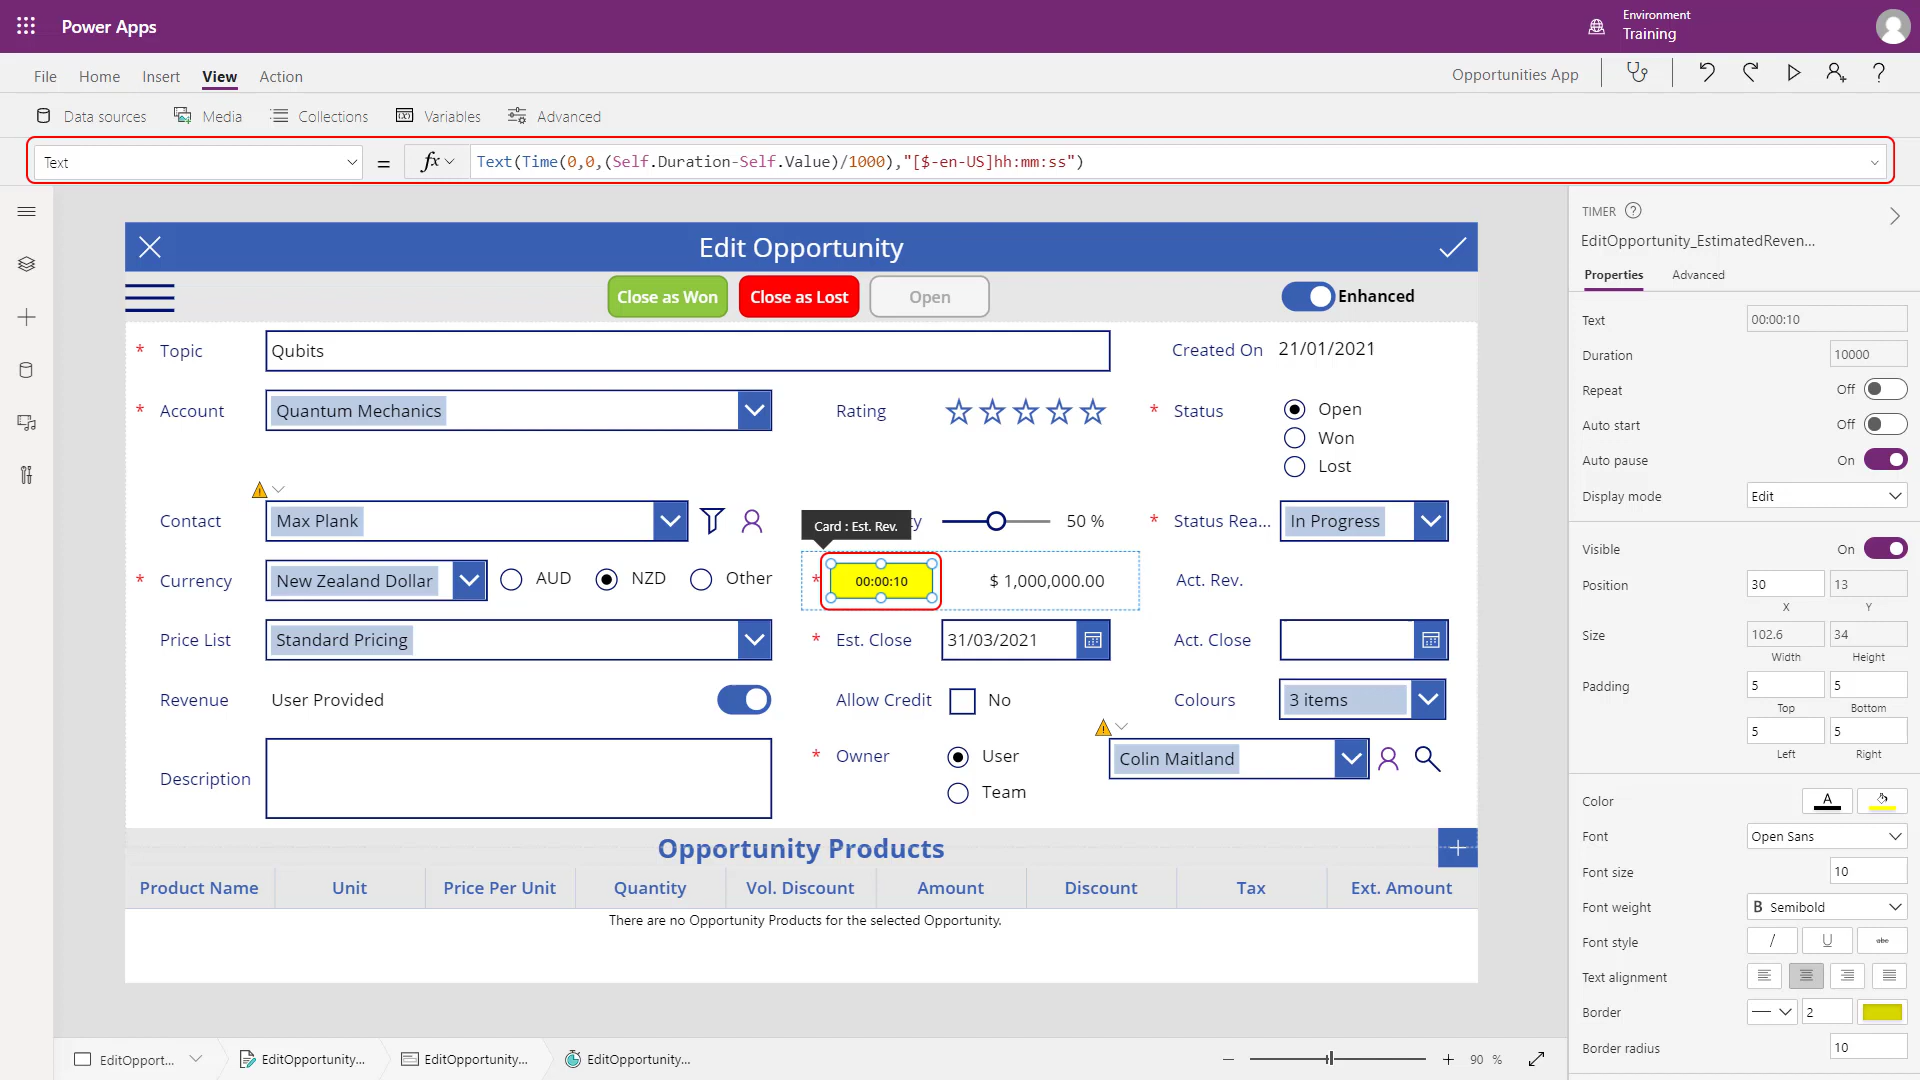 Power Apps
Environment
Training
File Home Insert View Action
Opportunities App
Data sources Media Collections Variables Advanced
Text = fx Text(Time(0,0,(Self.Duration-Self.Value)/1000),"[$-en-US]hh:mm:ss")
Edit Opportunity
Close as Won Close as Lost Open Enhanced
* Topic Qubits Created On 21/01/2021
* Account Quantum Mechanics Rating * Status Open
Won
Lost
Contact Max Plank Card : Est. Rev. 50 % * Status Rea... In Progress
* Currency New Zealand Dollar AUD NZD Other * 00:00:10 $ 1,000,000.00 Act. Rev.
Price List Standard Pricing * Est. Close 31/03/2021 Act. Close
Revenue User Provided Allow Credit No Colours 3 items
Description * Owner User Colin Maitland
Team
Opportunity Products +
Product Name Unit Price Per Unit Quantity Vol. Discount Amount Discount Tax Ext. Amount
There are no Opportunity Products for the selected Opportunity.
EditOpport... EditOpportunity... EditOpportunity... EditOpportunity... 90 %
TIMER
EditOpportunity_EstimatedReven...
Properties Advanced
Text 00:00:10
Duration 10000
Repeat Off
Auto start Off
Auto pause On
Display mode Edit
Visible On
Position 30 13
X Y
Size 102.6 34
Width Height
Padding 5 5
Top Bottom
5 5
Left Right
Color A
Font Open Sans
Font size 10
Font weight B Semibold
Font style / U abc
Text alignment
Border 2
Border radius 10